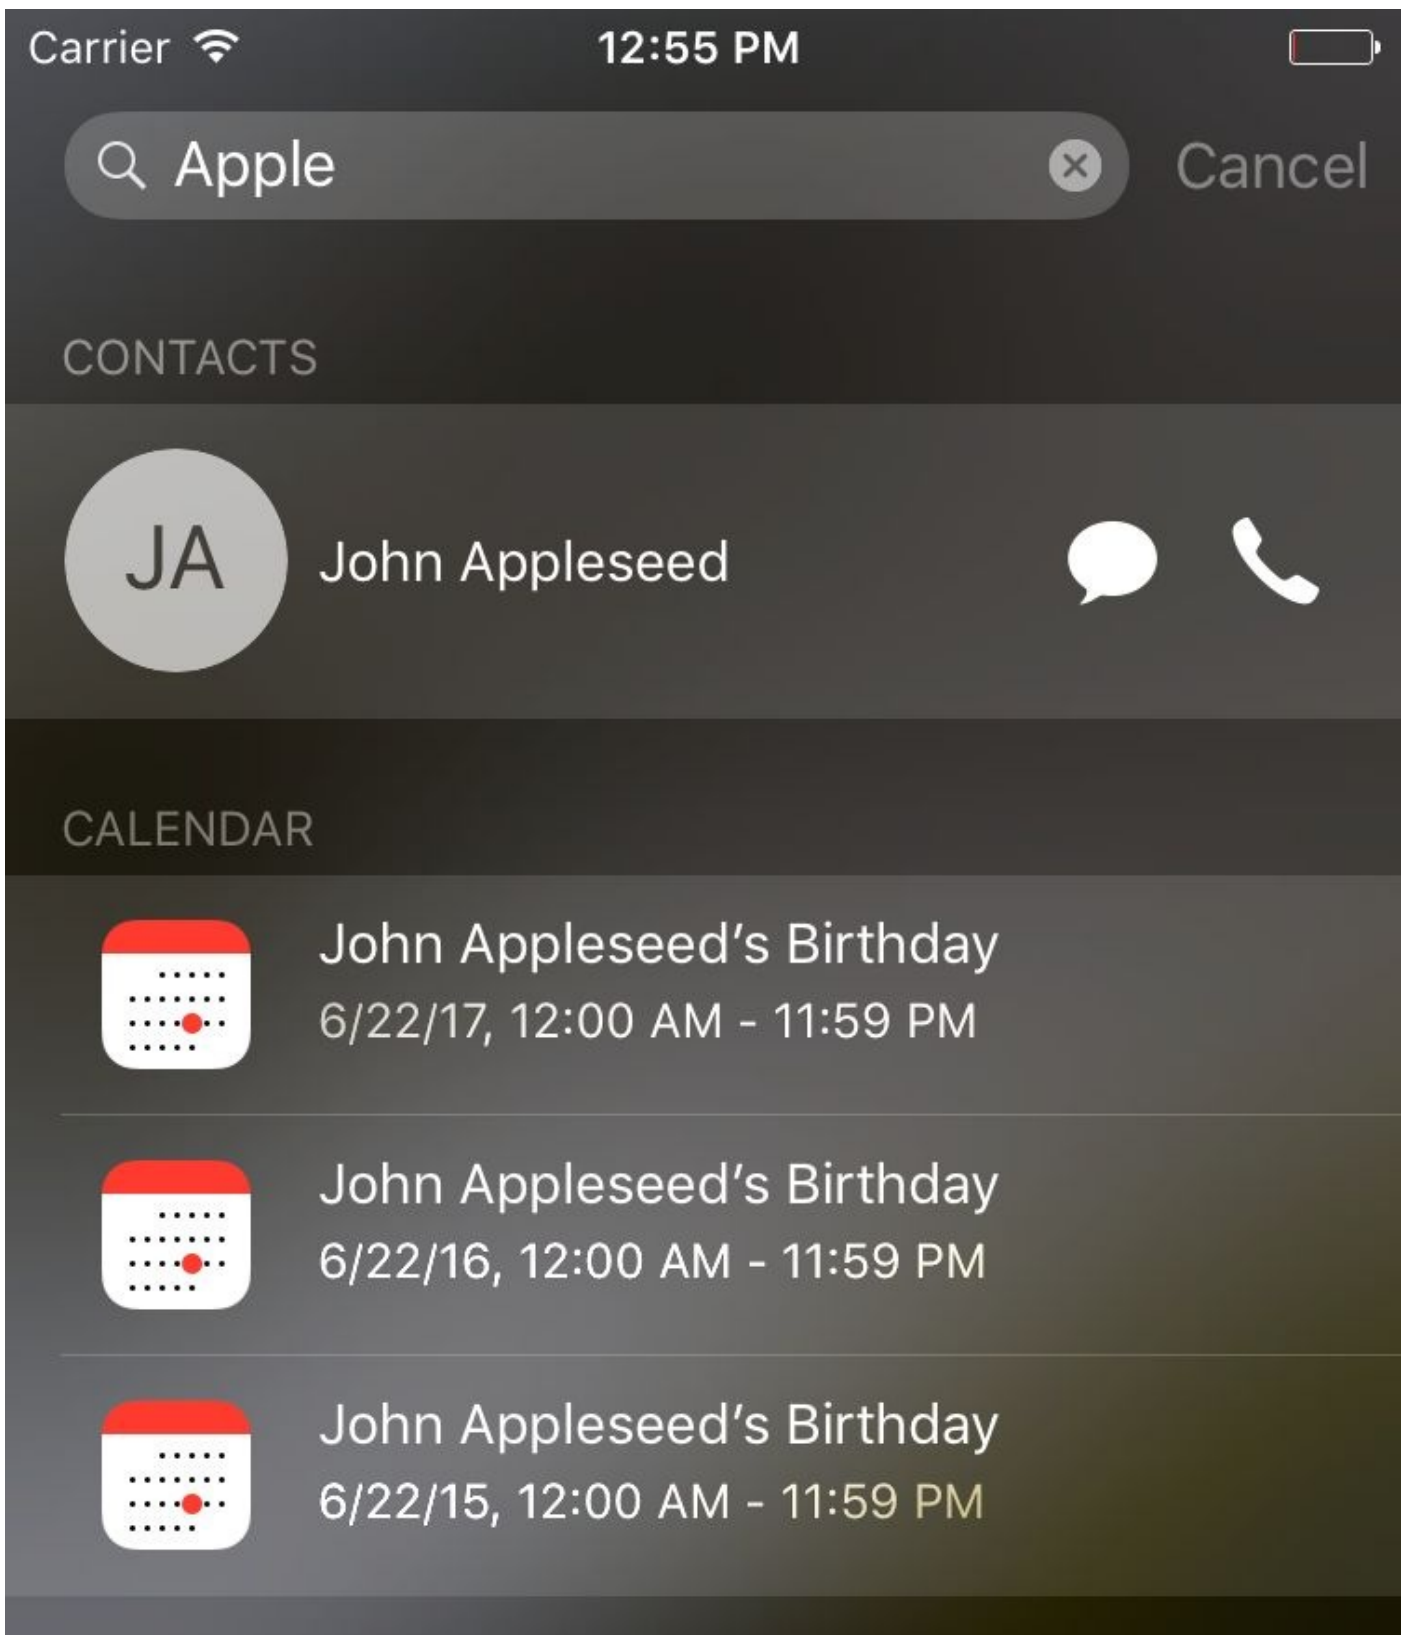 Carrier 12:55 PM
Apple Cancel
CONTACTS
JA John Appleseed
CALENDAR
John Appleseed’s Birthday
6/22/17, 12:00 AM - 11:59 PM
John Appleseed’s Birthday
6/22/16, 12:00 AM - 11:59 PM
John Appleseed’s Birthday
6/22/15, 12:00 AM - 11:59 PM